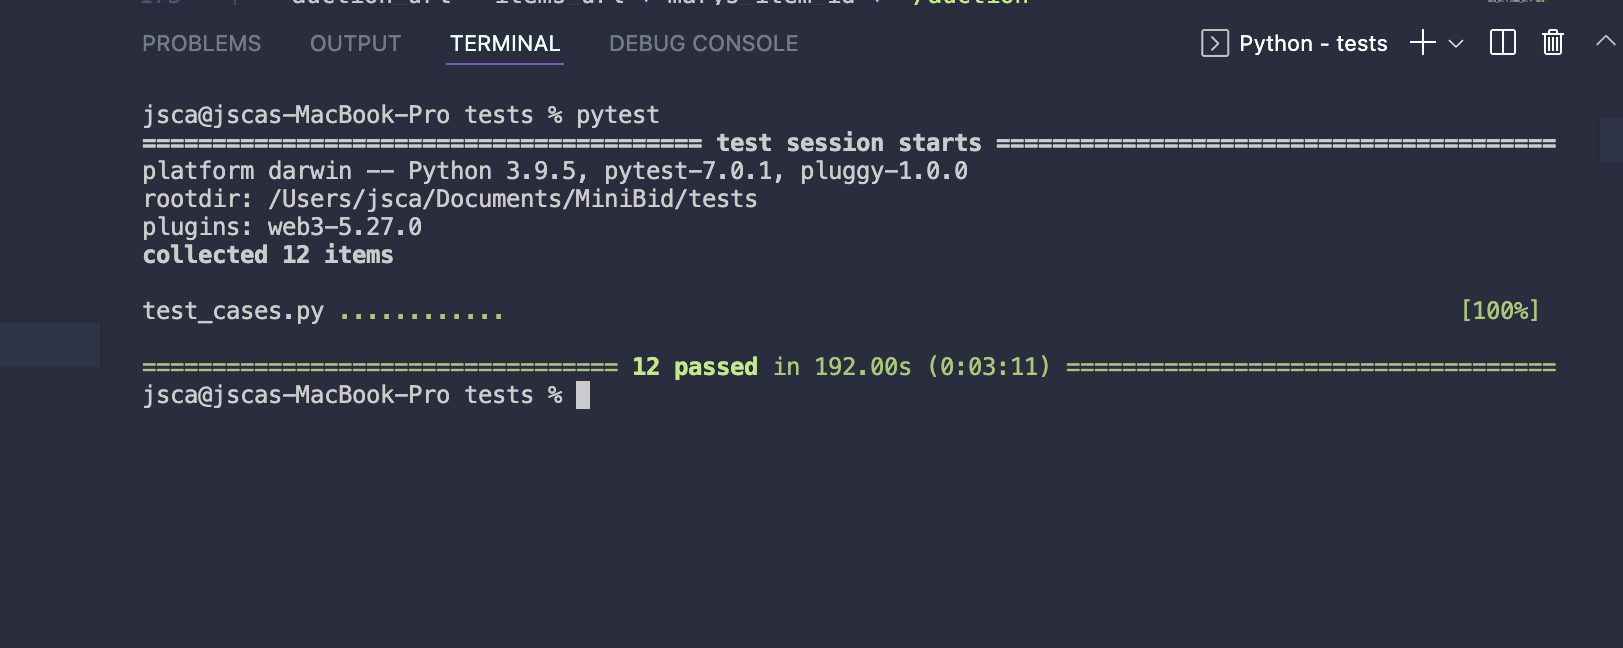 PROBLEMS OUTPUT TERMINAL DEBUG CONSOLE Python - tests
jsca@jscas-MacBook-Pro tests % pytest
======================================== test session starts ========================================
platform darwin -- Python 3.9.5, pytest-7.0.1, pluggy-1.0.0
rootdir: /Users/jsca/Documents/MiniBid/tests
plugins: web3-5.27.0
collected 12 items
test_cases.py ............ [100%]
================================== 12 passed in 192.00s (0:03:11) ===================================
jsca@jscas-MacBook-Pro tests %